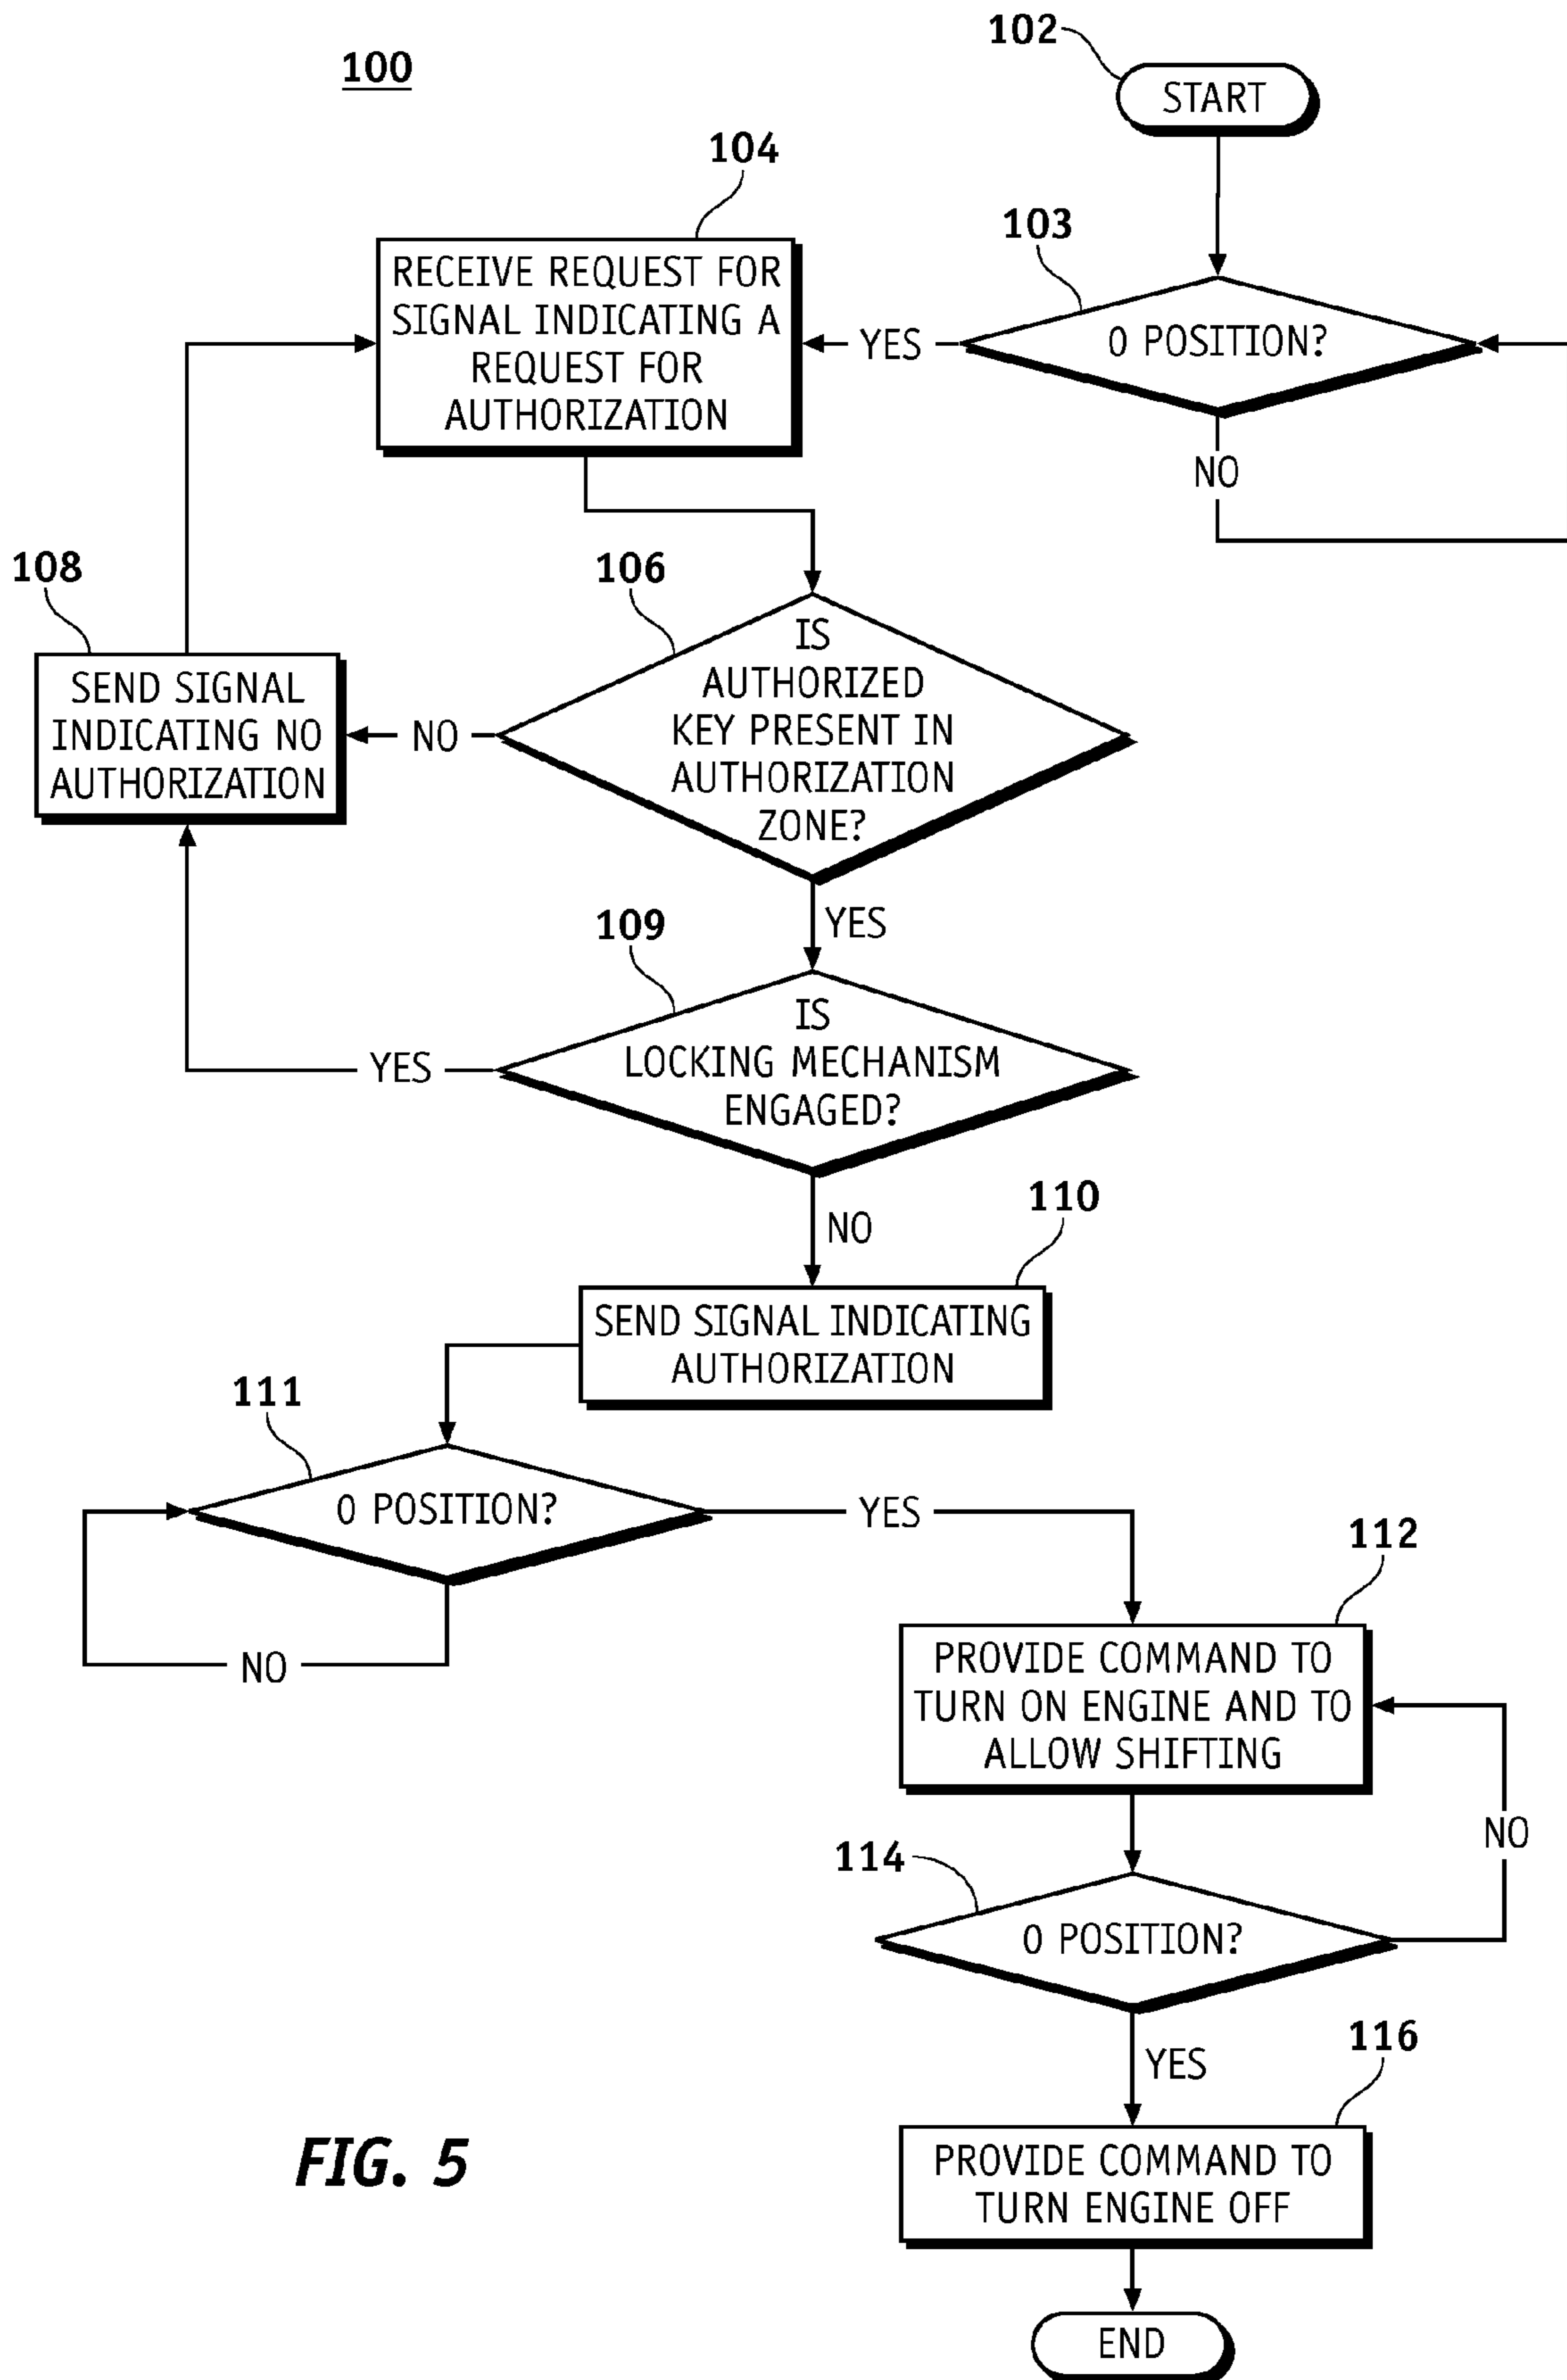 100
102
START
104
103
RECEIVE REQUEST FOR
SIGNAL INDICATING A
REQUEST FOR
AUTHORIZATION
YES
0 POSITION?
NO
108
106
SEND SIGNAL
INDICATING NO
AUTHORIZATION
NO
IS
AUTHORIZED
KEY PRESENT IN
AUTHORIZATION
ZONE?
YES
109
IS
LOCKING MECHANISM
ENGAGED?
YES
NO
110
SEND SIGNAL INDICATING
AUTHORIZATION
111
0 POSITION?
YES
NO
112
PROVIDE COMMAND TO
TURN ON ENGINE AND TO
ALLOW SHIFTING
NO
114
0 POSITION?
YES
116
PROVIDE COMMAND TO
TURN ENGINE OFF
END
FIG. 5